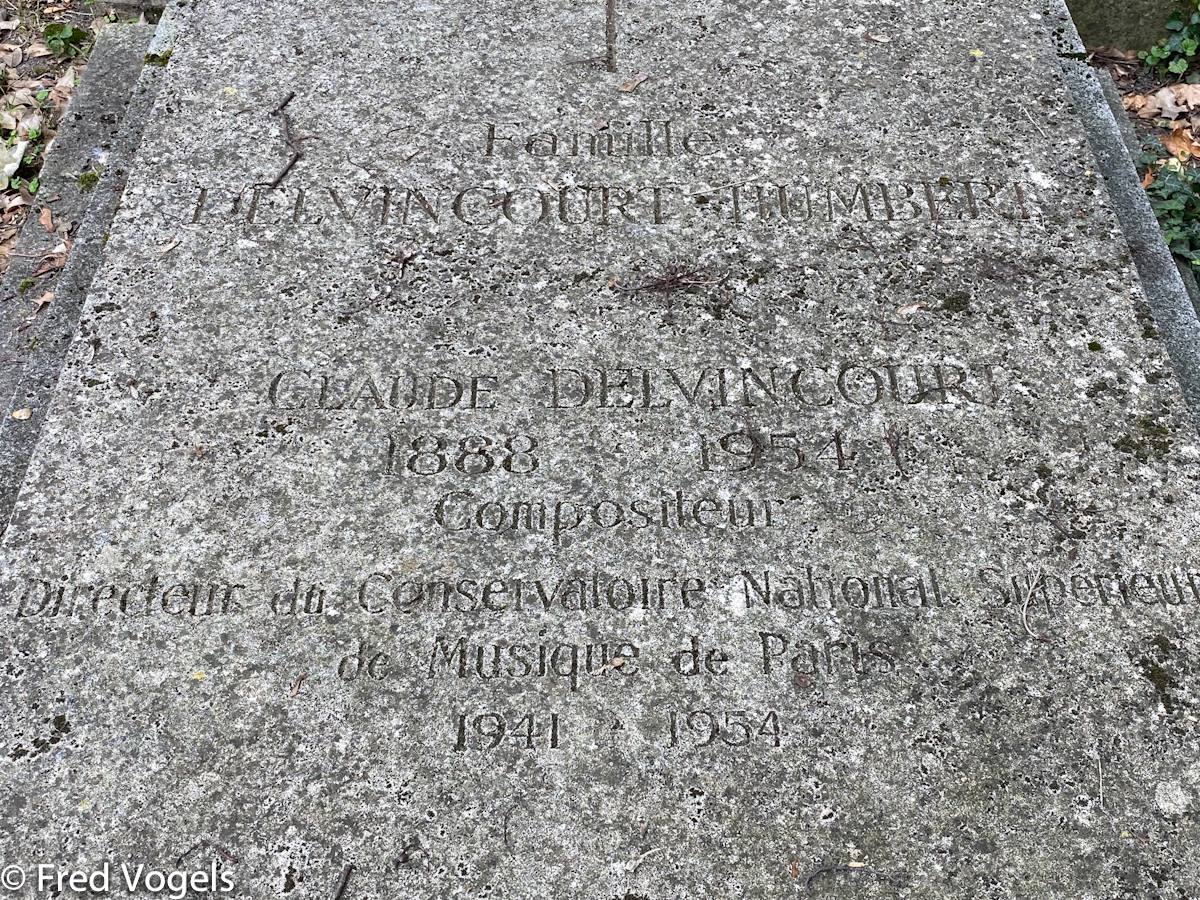 Famille
DELVINCOURT - HUMBERT
CLAUDE DELVINCOURT
1888 - 1954
Compositeur
Directeur du Conservatoire National Supérieur
de Musique de Paris
1941 - 1954
© Fred Vogels